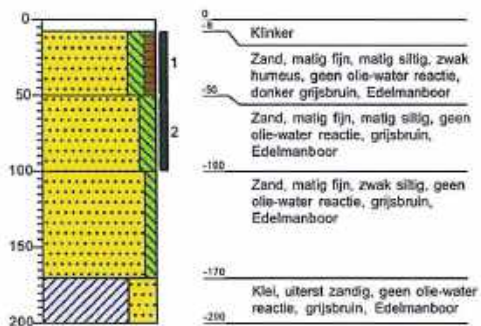 0
0
-8
Klinker
1
Zand, matig fijn, matig siltig, zwak
humeus, geen olie-water reactie,
donker grijsbruin, Edelmanboor
50
-50
Zand, matig fijn, matig siltig, geen
olie-water reactie, grijsbruin,
Edelmanboor
2
100
-100
Zand, matig fijn, zwak siltig, geen
olie-water reactie, grijsbruin,
Edelmanboor
150
-170
Klei, uiterst zandig, geen olie-water
reactie, grijsbruin, Edelmanboor
200
-200